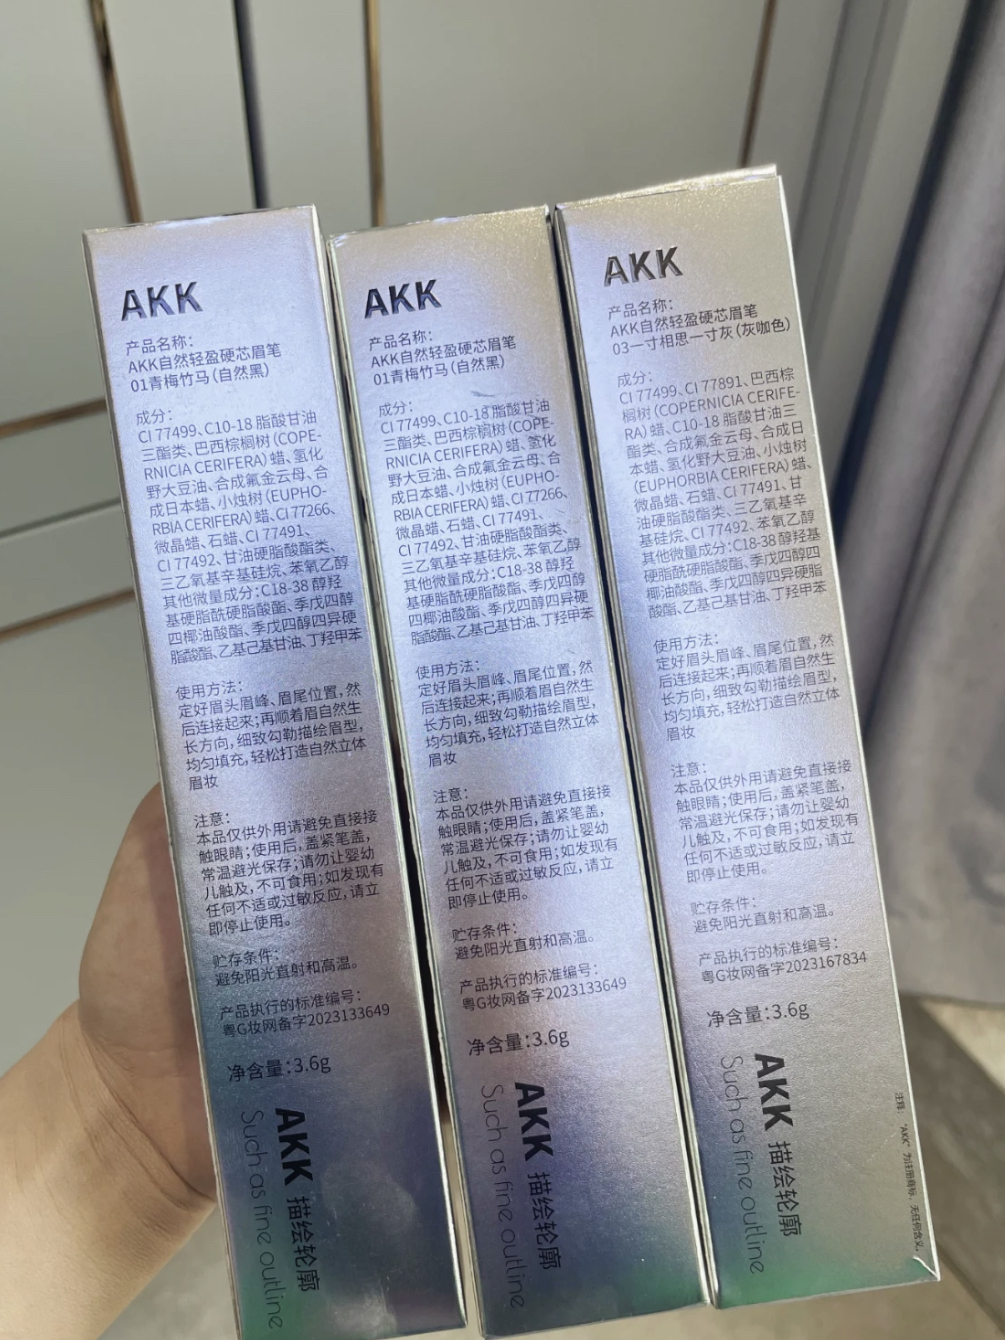 AKK
产品名称：
AKK自然轻盈硬芯眉笔
01青梅竹马(自然黑)
成分：
CI 77499、C10-18 脂酸甘油
三酯类、巴西棕榈树(COPE-
RNICIA CERIFERA)蜡、氢化
野大豆油、合成氟金云母、合
成日本蜡、小烛树(EUPHO-
RBIA CERIFERA)蜡、CI 77266、
微晶蜡、石蜡、CI 77491、
CI 77492、甘油硬脂酸酯类、
三乙氧基辛基硅烷、苯氧乙醇
其他微量成分：C18-38 醇羟
基硬脂酰硬脂酸酯、季戊四醇
四椰油酸酯、季戊四醇四异硬
脂酸酯、乙基己基甘油、丁羟甲苯
使用方法：
定好眉头眉峰、眉尾位置，然
后连接起来；再顺着眉自然生
长方向，细致勾勒描绘眉型，
均匀填充，轻松打造自然立体
眉妆
注意：
本品仅供外用请避免直接接
触眼睛；使用后，盖紧笔盖，
常温避光保存；请勿让婴幼
儿触及，不可食用；如发现有
任何不适或过敏反应，请立
即停止使用。
贮存条件：
避免阳光直射和高温。
产品执行的标准编号：
粤G妆网备字2023133649
净含量：3.6g
AKK 描绘轮廓
Such as fine outline
AKK
产品名称：
AKK自然轻盈硬芯眉笔
01青梅竹马(自然黑)
成分：
CI 77499、C10-18 脂酸甘油
三酯类、巴西棕榈树(COPE-
RNICIA CERIFERA)蜡、氢化
野大豆油、合成氟金云母、合
成日本蜡、小烛树(EUPHO-
RBIA CERIFERA)蜡、CI 77266、
微晶蜡、石蜡、CI 77491、
CI 77492、甘油硬脂酸酯类、
三乙氧基辛基硅烷、苯氧乙醇
其他微量成分：C18-38 醇羟
基硬脂酰硬脂酸酯、季戊四醇
四椰油酸酯、季戊四醇四异硬
脂酸酯、乙基己基甘油、丁羟甲苯
使用方法：
定好眉头眉峰、眉尾位置，然
后连接起来；再顺着眉自然生
长方向，细致勾勒描绘眉型，
均匀填充，轻松打造自然立体
眉妆
注意：
本品仅供外用请避免直接接
触眼睛；使用后，盖紧笔盖，
常温避光保存；请勿让婴幼
儿触及，不可食用；如发现有
任何不适或过敏反应，请立
即停止使用。
贮存条件：
避免阳光直射和高温。
产品执行的标准编号：
粤G妆网备字2023133649
净含量：3.6g
AKK 描绘轮廓
Such as fine outline
AKK
产品名称：
AKK自然轻盈硬芯眉笔
03一寸相思一寸灰(灰咖色)
成分：
CI 77499、CI 77891、巴西棕
榈树(COPERNICIA CERIFE-
RA)蜡、C10-18 脂酸甘油三
酯类、合成氟金云母、合成日
本蜡、氢化野大豆油、小烛树
(EUPHORBIA CERIFERA)蜡、
微晶蜡、石蜡、CI 77491、甘
油硬脂酸酯类、三乙氧基辛
基硅烷、CI 77492、苯氧乙醇
其他微量成分：C18-38 醇羟基
硬脂酰硬脂酸酯、季戊四醇四
椰油酸酯、季戊四醇四异硬脂
酸酯、乙基己基甘油、丁羟甲苯
使用方法：
定好眉头眉峰、眉尾位置，然
后连接起来；再顺着眉自然生
长方向，细致勾勒描绘眉型，
均匀填充，轻松打造自然立体
眉妆
注意：
本品仅供外用请避免直接接
触眼睛；使用后，盖紧笔盖，
常温避光保存；请勿让婴幼
儿触及，不可食用；如发现有
任何不适或过敏反应，请立
即停止使用。
贮存条件：
避免阳光直射和高温。
产品执行的标准编号：
粤G妆网备字2023167834
净含量：3.6g
AKK 描绘轮廓
Such as fine outline
注释：“AKK”为注册商标，无任何含义。